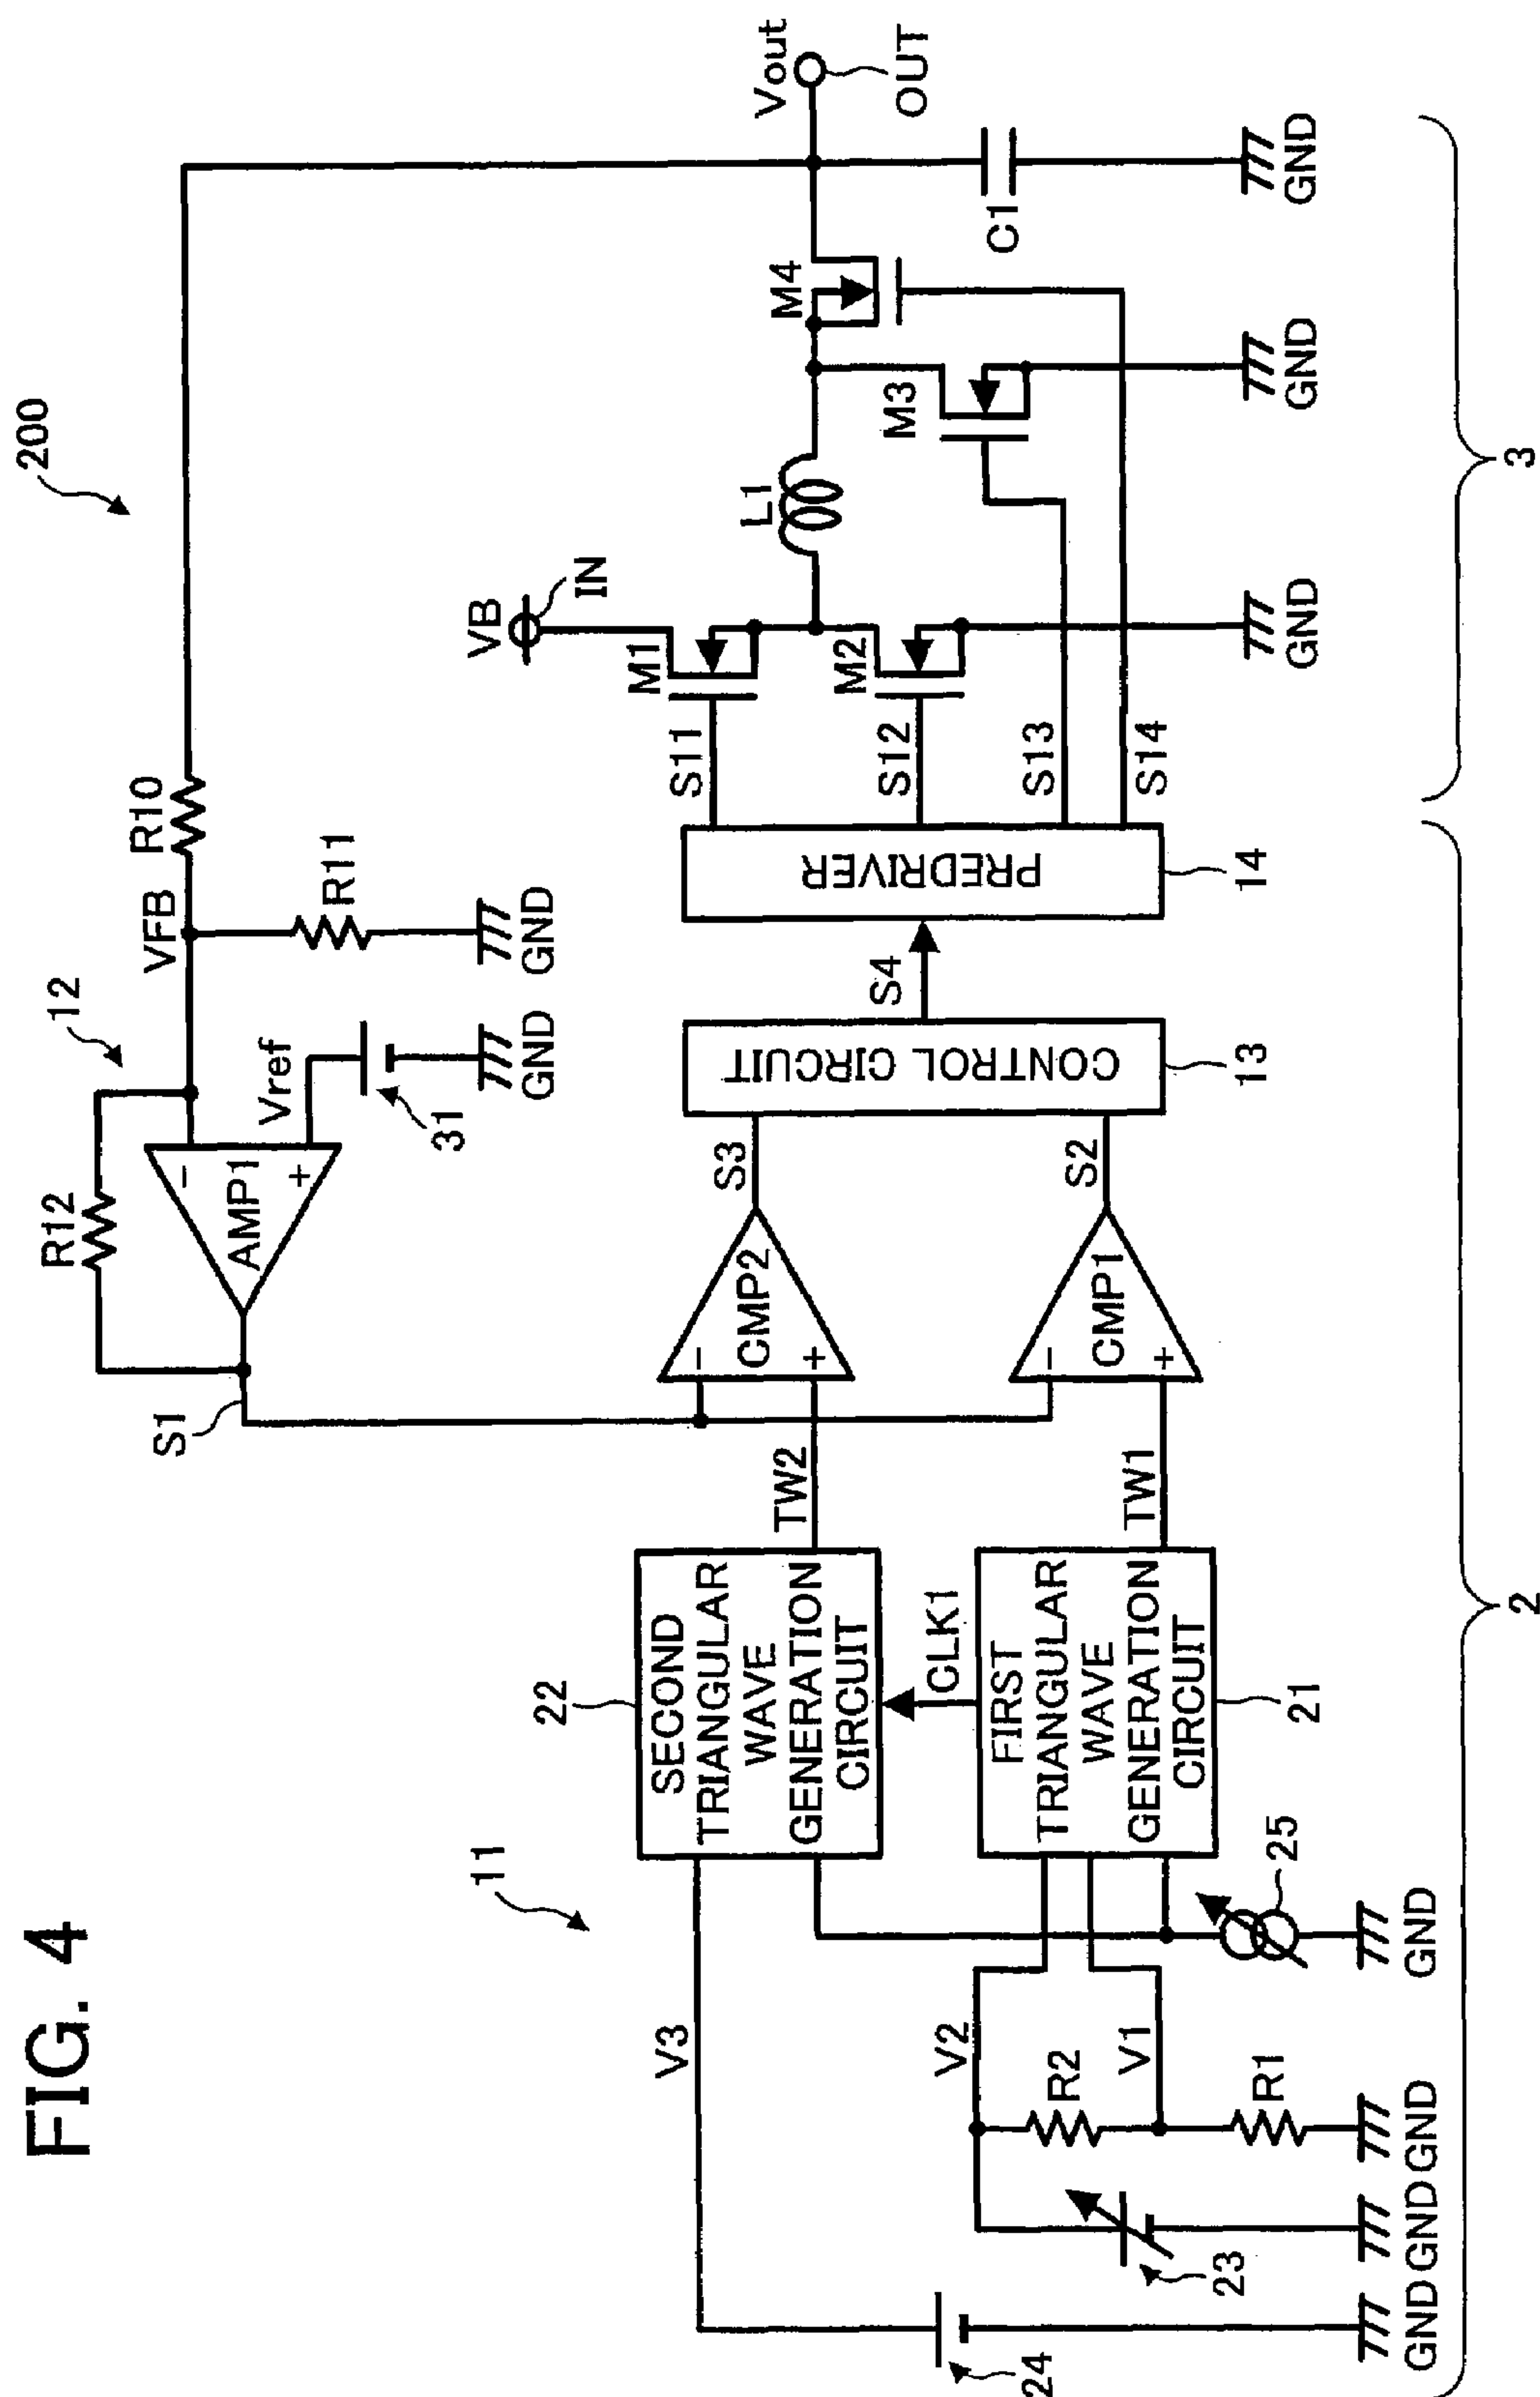 FIG. 4
200
12
R12
R10
VFB
R11
AMP1
-
+
Vref
31
GND
GND
S1
11
22
SECOND
TRIANGULAR
WAVE
GENERATION
CIRCUIT
V3
TW2
-
CMP2
+
S3
CLK1
21
FIRST
TRIANGULAR
WAVE
GENERATION
CIRCUIT
TW1
-
CMP1
+
S2
V2
V1
R2
R1
23
24
25
GND
GND
GND
GND
CONTROL CIRCUIT
13
S4
PREDRIVER
14
S11
S12
S13
S14
VB
IN
M1
M2
L1
M3
M4
C1
Vout
OUT
GND
GND
GND
2
3